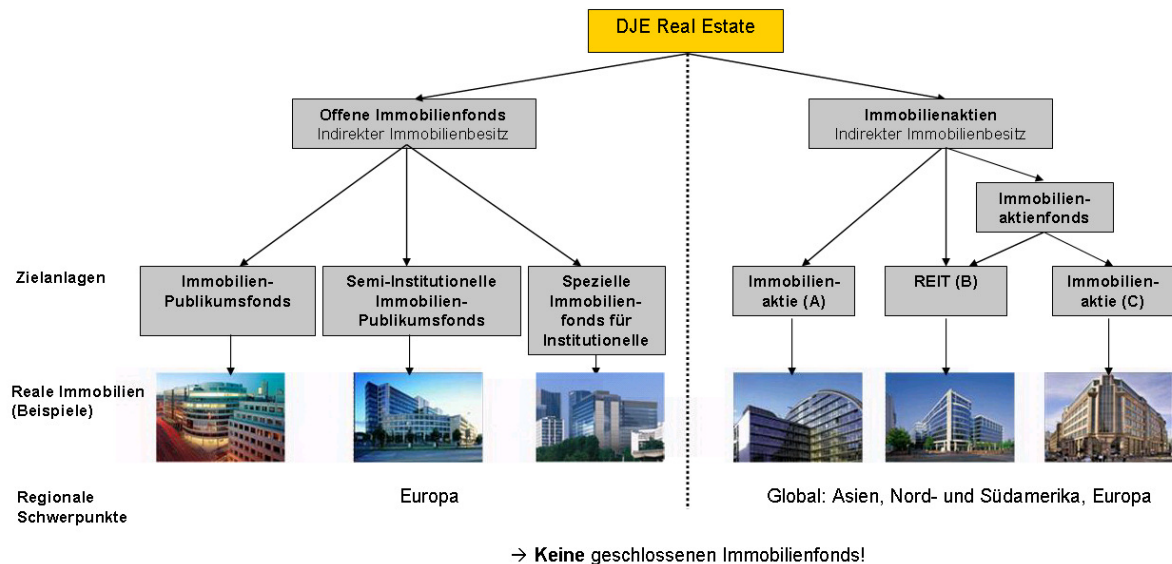 DJE Real Estate
Offene Immobilienfonds
Indirekter Immobilienbesitz
Immobilienaktien
Indirekter Immobilienbesitz
Immobilien-
aktienfonds
Zielanlagen
Immobilien-
Publikumsfonds
Semi-Institutionelle
Immobilien-
Publikumsfonds
Spezielle
Immobilien-
fonds für
Institutionelle
Immobilien-
aktie (A)
REIT (B)
Immobilien-
aktie (C)
Reale Immobilien
(Beispiele)
Regionale
Schwerpunkte
Europa
Global: Asien, Nord- und Südamerika, Europa
→ Keine geschlossenen Immobilienfonds!